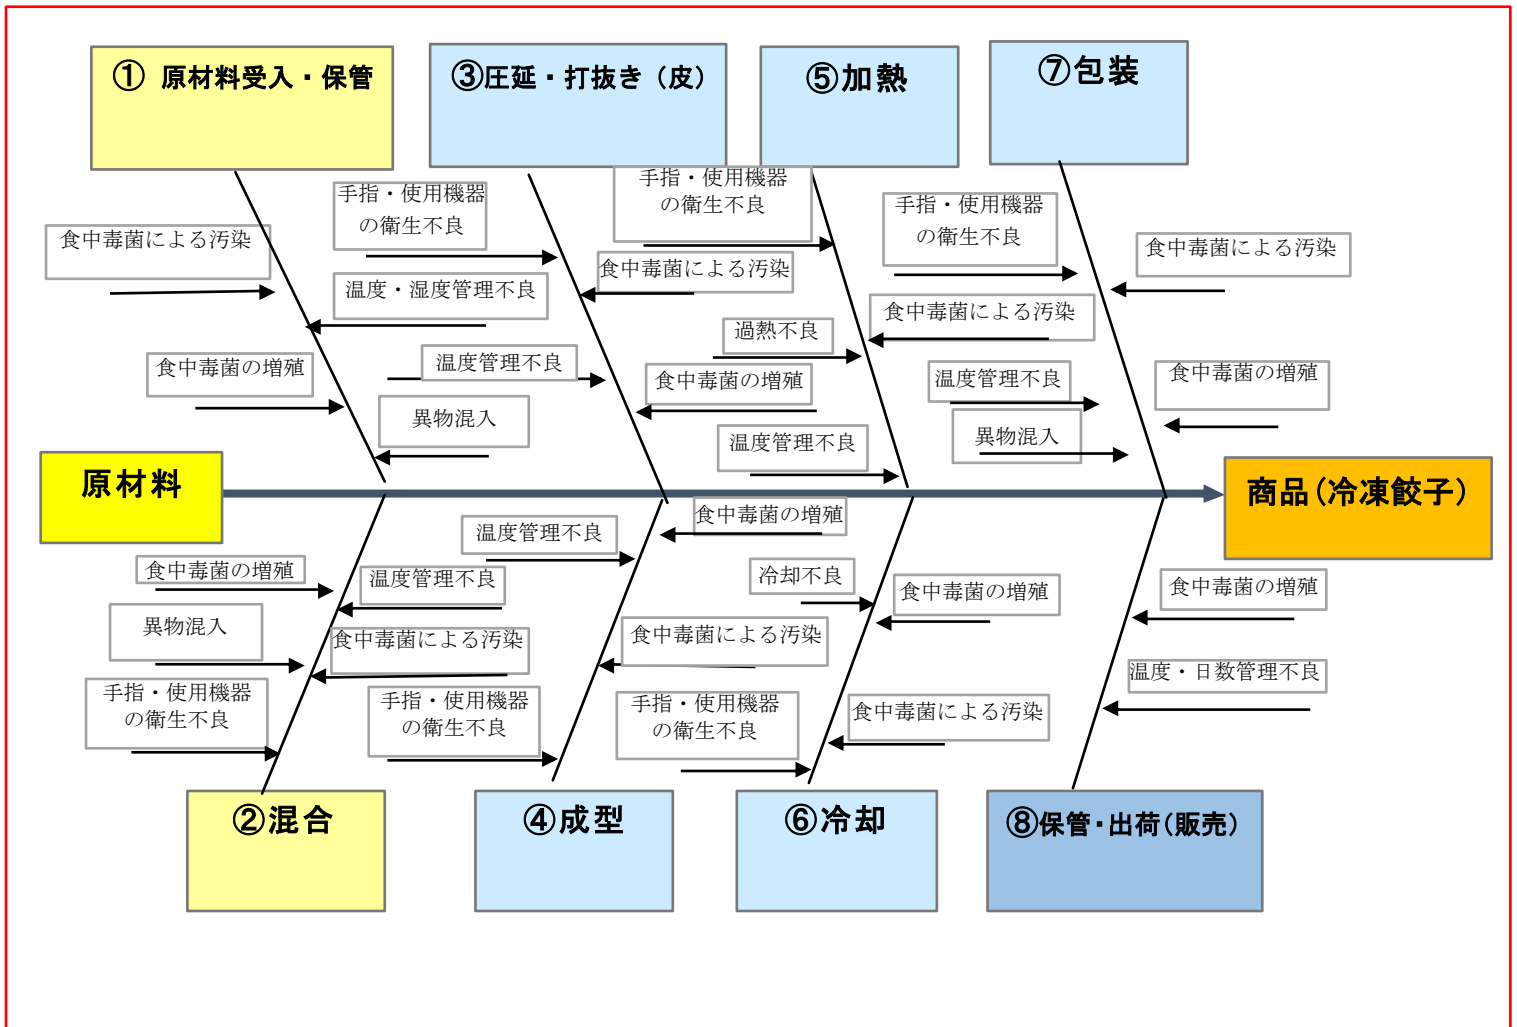 ① 原材料受入・保管
③圧延・打抜き（皮）
⑤加熱
⑦包装
手指・使用機器
の衛生不良
食中毒菌による汚染
温度・湿度管理不良
食中毒菌の増殖
異物混入
手指・使用機器
の衛生不良
食中毒菌による汚染
温度管理不良
食中毒菌の増殖
過熱不良
食中毒菌による汚染
温度管理不良
手指・使用機器
の衛生不良
食中毒菌による汚染
温度管理不良
食中毒菌の増殖
異物混入
原材料
商品(冷凍餃子)
食中毒菌の増殖
温度管理不良
異物混入
食中毒菌による汚染
手指・使用機器
の衛生不良
温度管理不良
食中毒菌の増殖
食中毒菌による汚染
手指・使用機器
の衛生不良
冷却不良
食中毒菌の増殖
手指・使用機器
の衛生不良
食中毒菌による汚染
食中毒菌の増殖
温度・日数管理不良
②混合
④成型
⑥冷却
⑧保管・出荷(販売)